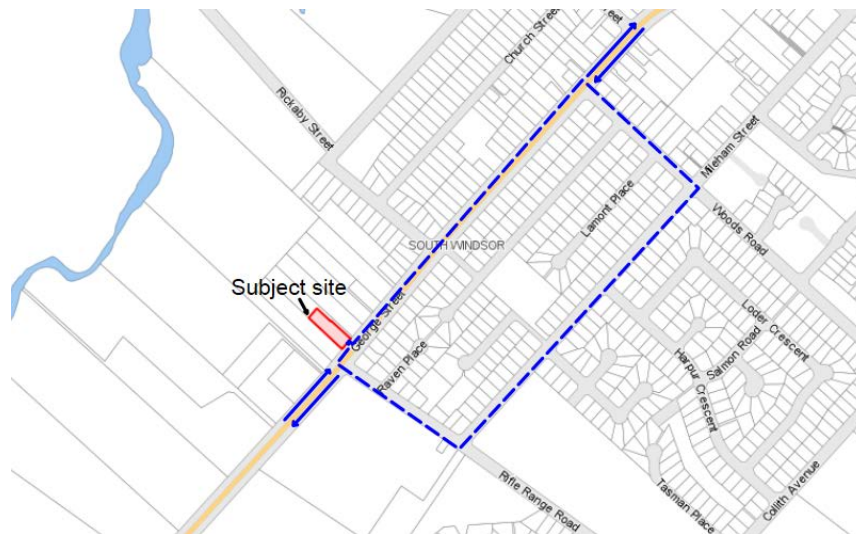 Street
Church Street
Rickaby Street
Mileham Street
Lamont Place
Woods Road
SOUTH WINDSOR
Subject site
George Street
Loder Crescent
Salmon Road
Raven Place
Harpur Crescent
Rifle Range Road
Tasman Place
Collith Avenue